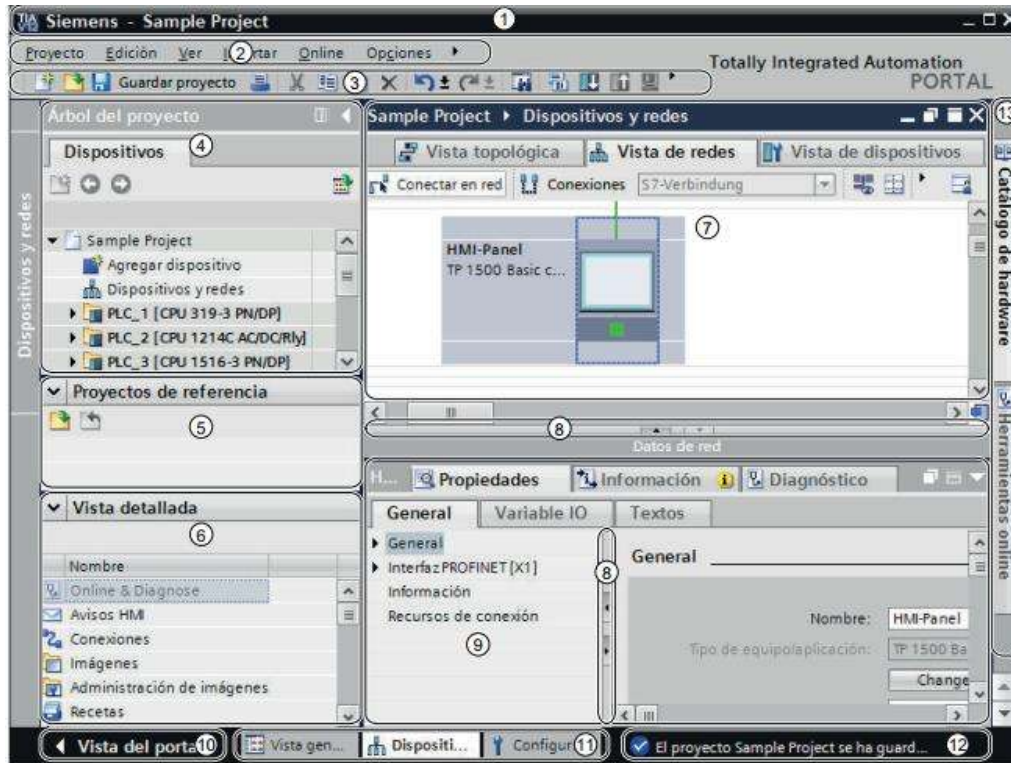 Siemens - Sample Project ①
Proyecto Edición Ver ② Opciones
Online
Totally Integrated Automation
PORTAL
Guardar proyecto ③
Árbol del proyecto
Dispositivos ④
Sample Project
Agregar dispositivo
Dispositivos y redes
PLC_1 [CPU 319-3 PN/DP]
PLC_2 [CPU 1214C AC/DC/Rly]
PLC_3 [CPU 1516-3 PN/DP]
Dispositivos y redes
Proyectos de referencia
⑤
Vista detallada
⑥
Nombre
Online & Diagnose
Avisos HMI
Conexiones
Imágenes
Administración de imágenes
Recetas
Sample Project Dispositivos y redes
Vista topológica Vista de redes Vista de dispositivos
Conectar en red Conexiones S7-Verbindung
⑦
HMI-Panel
TP 1500 Basic c...
⑧
Datos de red
H... Propiedades Información Diagnóstico
General Variable IO Textos
General
Interfaz PROFINET [X1]
Información
Recursos de conexión
⑨
⑧
General
Nombre: HMI-Panel
Tipo de equipo/aplicación: TP 1500 Ba
Change
⑬
Catálogo de hardware
Herramientas online
Vista del porta ⑩
Vista gen... Dispositi... Configur ⑪
El proyecto Sample Project se ha guard... ⑫